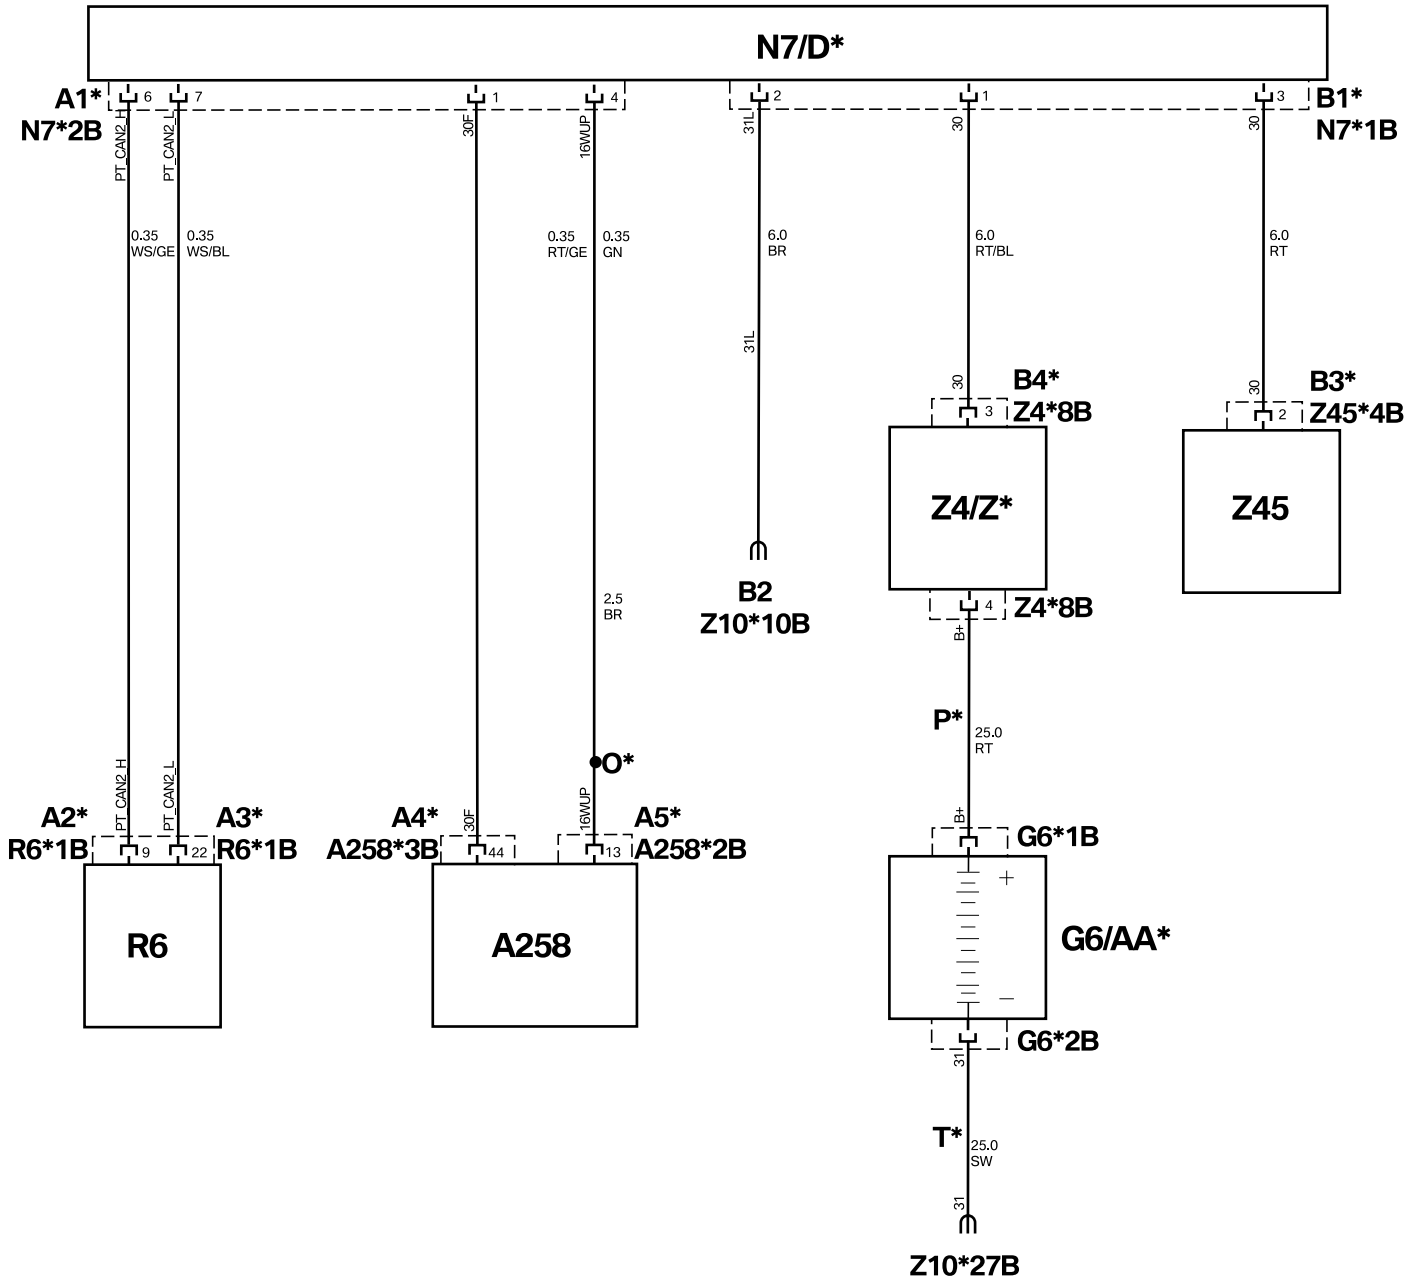 N7/D*
A1*
N7*2B
6
7
1
4
2
1
3
B1*
N7*1B
PT_CAN2_H
PT_CAN2_L
30F
16WUP
31L
30
30
0.35
WS/GE
0.35
WS/BL
0.35
RT/GE
0.35
GN
6.0
BR
6.0
RT/BL
6.0
RT
31L
30
B4*
Z4*8B
3
30
B3*
Z45*4B
2
Z4/Z*
Z45
B2
Z10*10B
2.5
BR
4
Z4*8B
B+
P*
25.0
RT
O*
PT_CAN2_H
PT_CAN2_L
30F
16WUP
B+
A2*
R6*1B
9
22
A3*
R6*1B
A4*
A258*3B
44
13
A5*
A258*2B
G6*1B
R6
A258
+
–
G6/AA*
G6*2B
31
T*
25.0
SW
31
Z10*27B